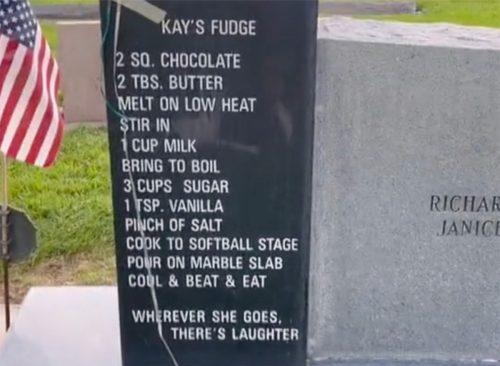 KAY'S FUDGE
2 SQ. CHOCOLATE
2 TBS. BUTTER
MELT ON LOW HEAT
STIR IN
1 CUP MILK
BRING TO BOIL
3 CUPS SUGAR
1 TSP. VANILLA
PINCH OF SALT
COOK TO SOFTBALL STAGE
POUR ON MARBLE SLAB
COOL & BEAT & EAT
WHEREVER SHE GOES,
THERE'S LAUGHTER
RICHAR
JANICE